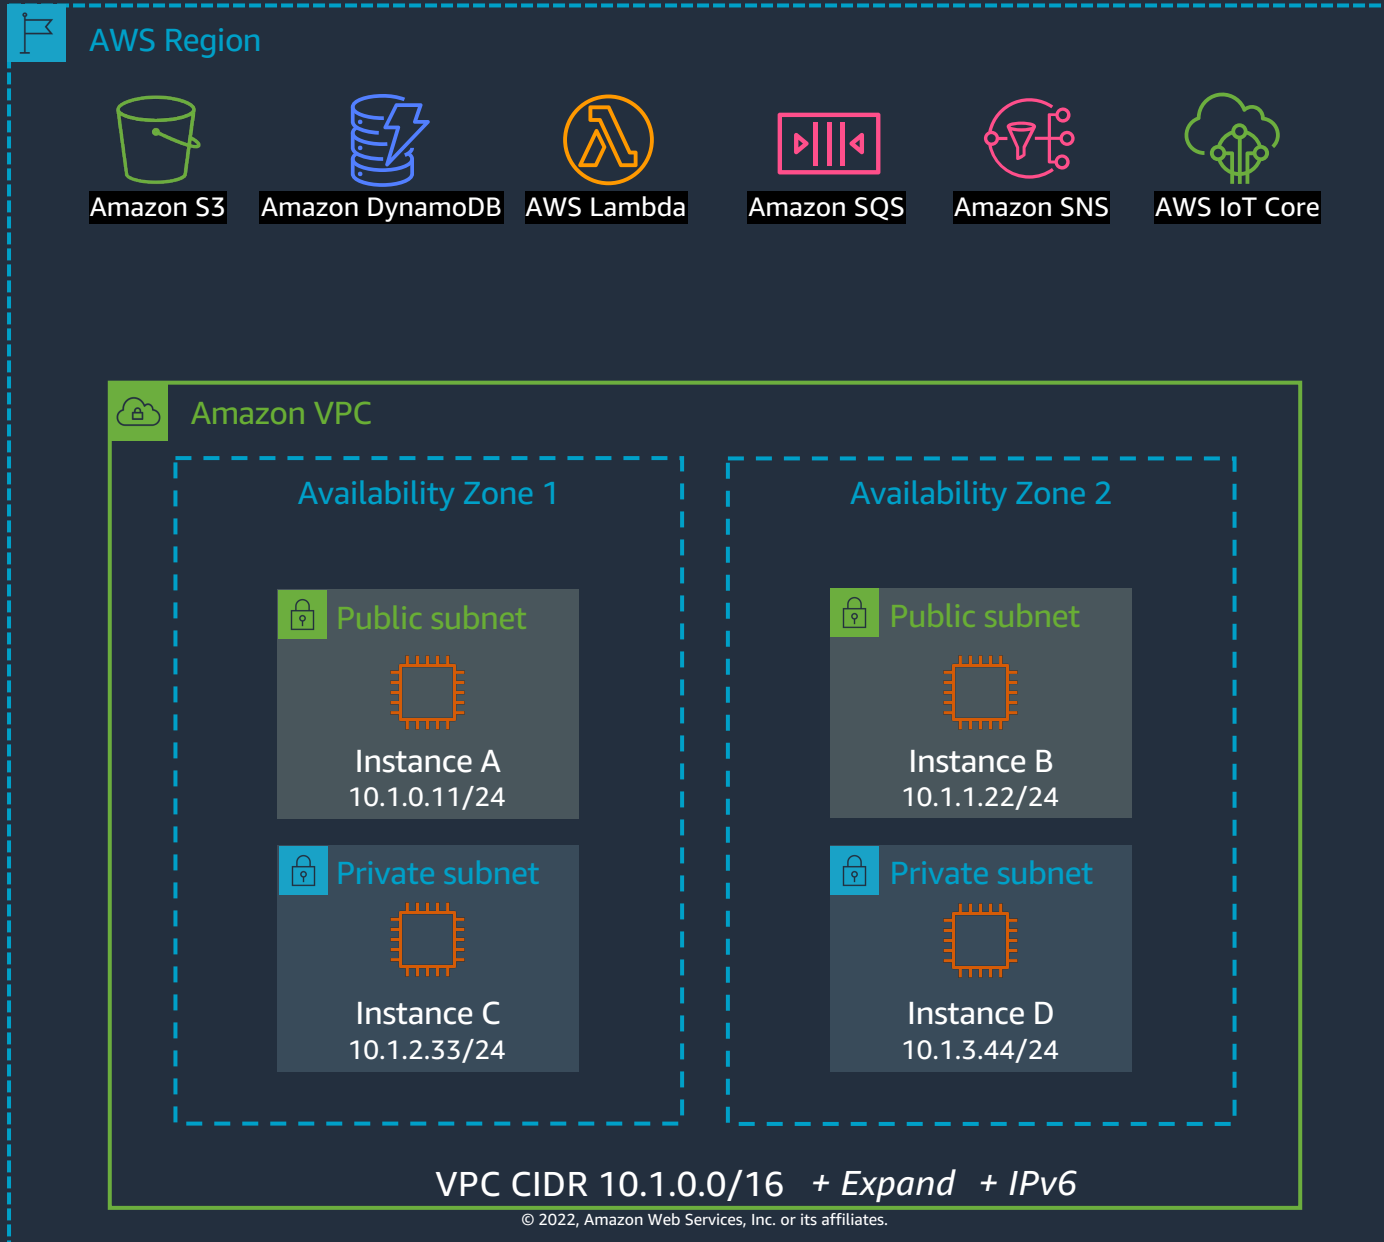 AWS Region
Amazon S3
Amazon DynamoDB
AWS Lambda
Amazon SQS
Amazon SNS
AWS IoT Core
Amazon VPC
Availability Zone 1
Public subnet
Instance A
10.1.0.11/24
Private subnet
Instance C
10.1.2.33/24
Availability Zone 2
Public subnet
Instance B
10.1.1.22/24
Private subnet
Instance D
10.1.3.44/24
VPC CIDR 10.1.0.0/16 + Expand + IPv6
© 2022, Amazon Web Services, Inc. or its affiliates.